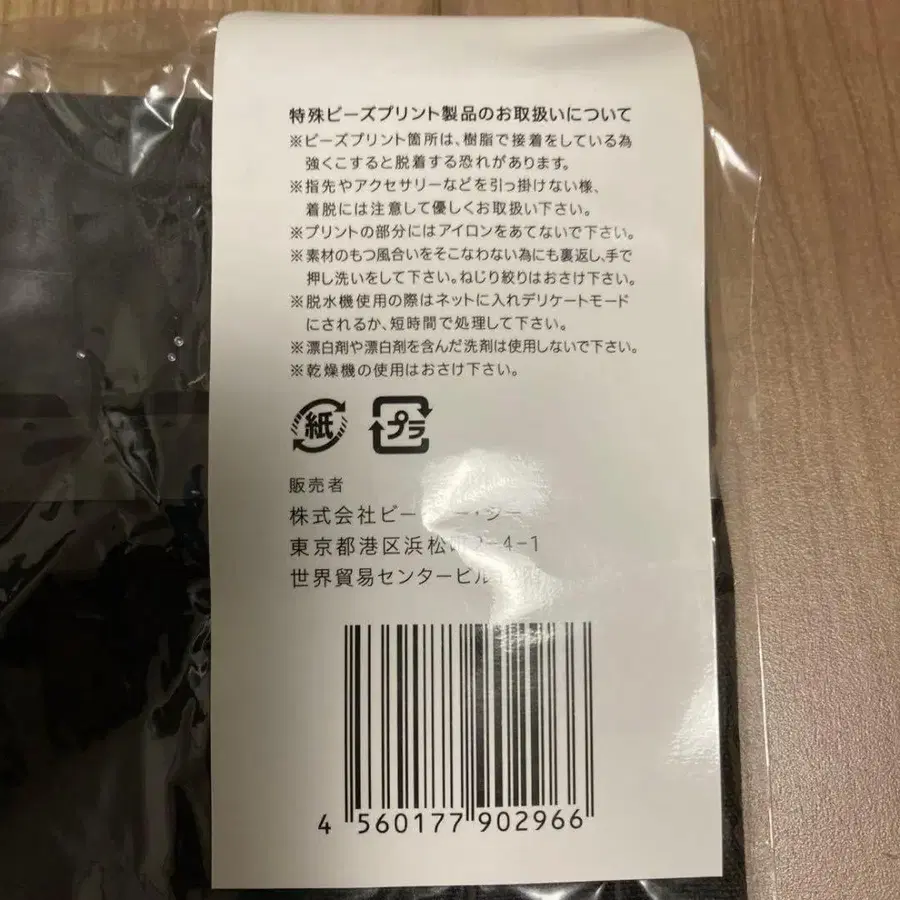 特殊ビーズプリント製品のお取扱いについて
※ビーズプリント箇所は、樹脂で接着をしている為
強くこすると脱着する恐れがあります。
※指先やアクセサリーなどを引っ掛けない様、
着脱には注意して優しくお取扱い下さい。
※プリントの部分にはアイロンをあてないで下さい。
※素材のもつ風合いをそこなわない為にも裏返し、手で
押し洗いをして下さい。ねじり絞りはおさけ下さい。
※脱水機使用の際はネットに入れデリケートモード
にされるか、短時間で処理して下さい。
※漂白剤や漂白剤を含んだ洗剤は使用しないで下さい。
※乾燥機の使用はおさけ下さい。
紙 プラ
販売者
株式会社ビー
東京都港区浜松町2-4-1
世界貿易センタービル
4 560177 902966